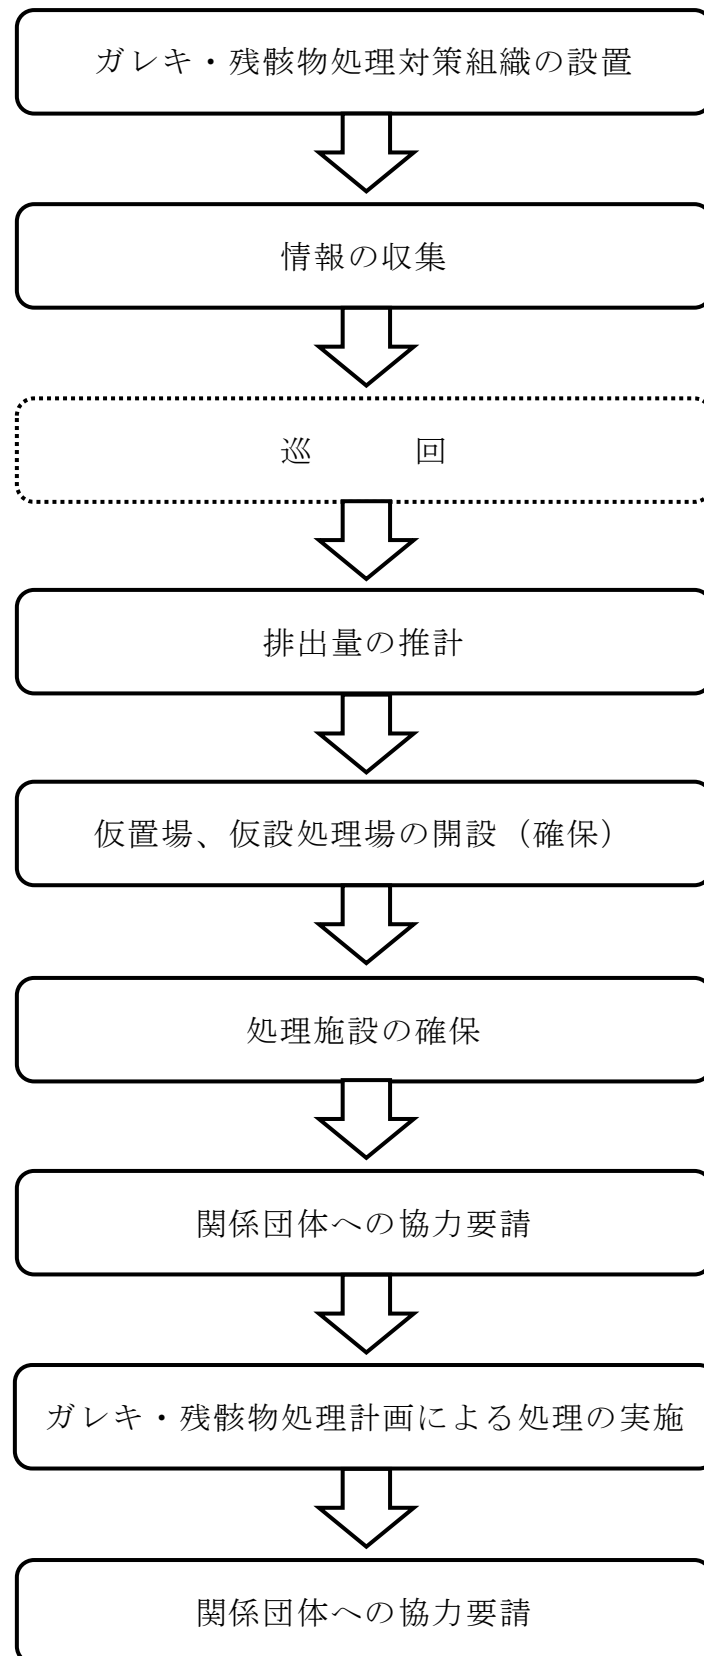 ガレキ・残骸物処理対策組織の設置
情報の収集
巡　　　回
排出量の推計
仮置場、仮設処理場の開設（確保）
処理施設の確保
関係団体への協力要請
ガレキ・残骸物処理計画による処理の実施
関係団体への協力要請